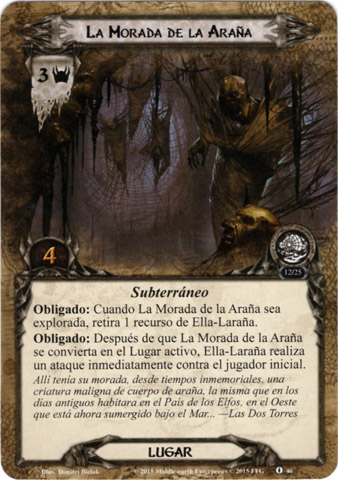 La Morada de la Araña
3
4
12/25
Subterráneo
Obligado: Cuando La Morada de la Araña sea
explorada, retira 1 recurso de Ella-Laraña.
Obligado: Después de que La Morada de la Araña
se convierta en el Lugar activo, Ella-Laraña realiza
un ataque inmediatamente contra el jugador inicial.
Allí tenía su morada, desde tiempos inmemoriales, una
criatura maligna de cuerpo de araña, la misma que en los
días antiguos habitara en el País de los Elfos, en el Oeste
que está ahora sumergido bajo el Mar... —Las Dos Torres
LUGAR
Ilus. Dimitri Bielak
© 2015 Middle-earth Enterprises © 2015 FFG
46